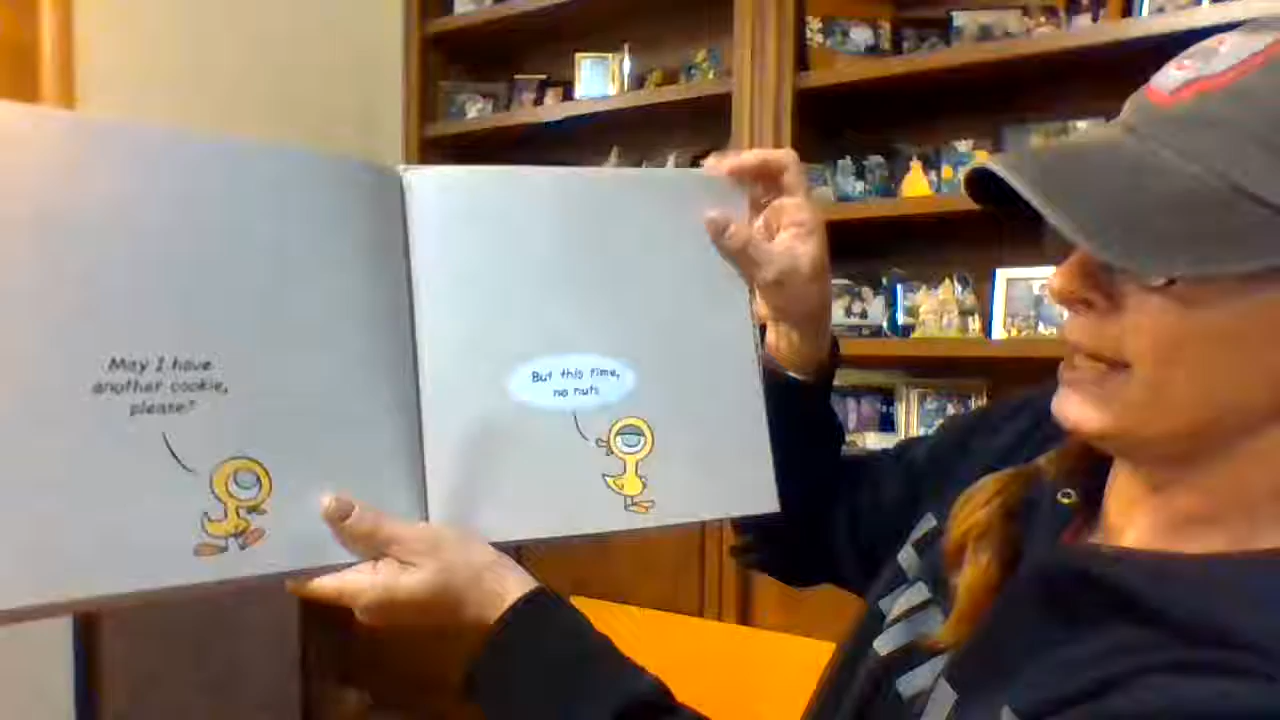 May I have
another cookie,
please?
But this time,
no nuts.